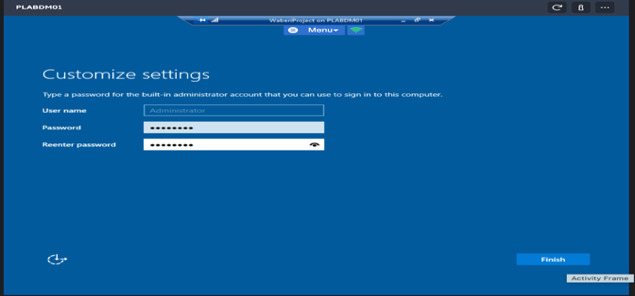 PLABDM01
WabenProject on PLABDM01
Menu
Customize settings
Type a password for the built-in administrator account that you can use to sign in to this computer.
User name
Administrator
Password
••••••••
Reenter password
••••••••
Finish
Activity Frame